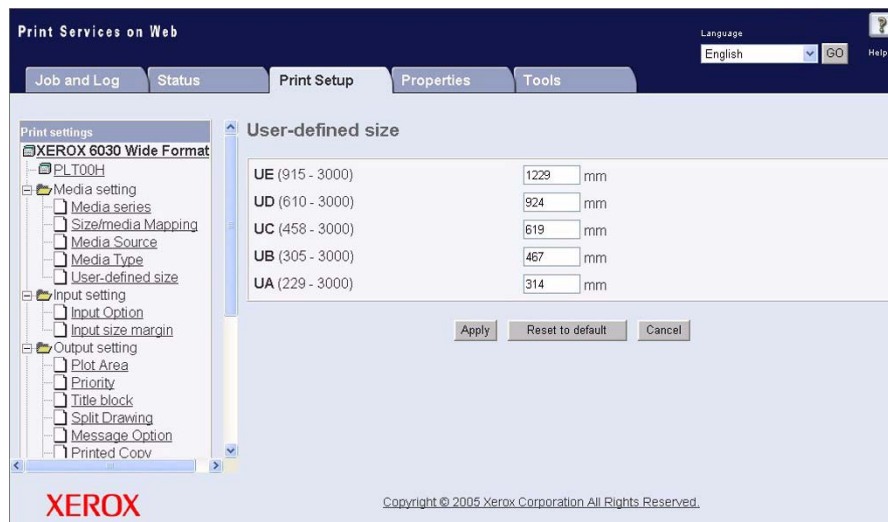 Print Services on Web
Language
English
GO
Help
Job and Log
Status
Print Setup
Properties
Tools
Print settings
XEROX 6030 Wide Format
PLT00H
Media setting
Media series
Size/media Mapping
Media Source
Media Type
User-defined size
Input setting
Input Option
Input size margin
Output setting
Plot Area
Priority
Title block
Split Drawing
Message Option
Printed Copy
User-defined size
UE (915 - 3000) 1229 mm
UD (610 - 3000) 924 mm
UC (458 - 3000) 619 mm
UB (305 - 3000) 467 mm
UA (229 - 3000) 314 mm
Apply
Reset to default
Cancel
XEROX
Copyright © 2005 Xerox Corporation All Rights Reserved.